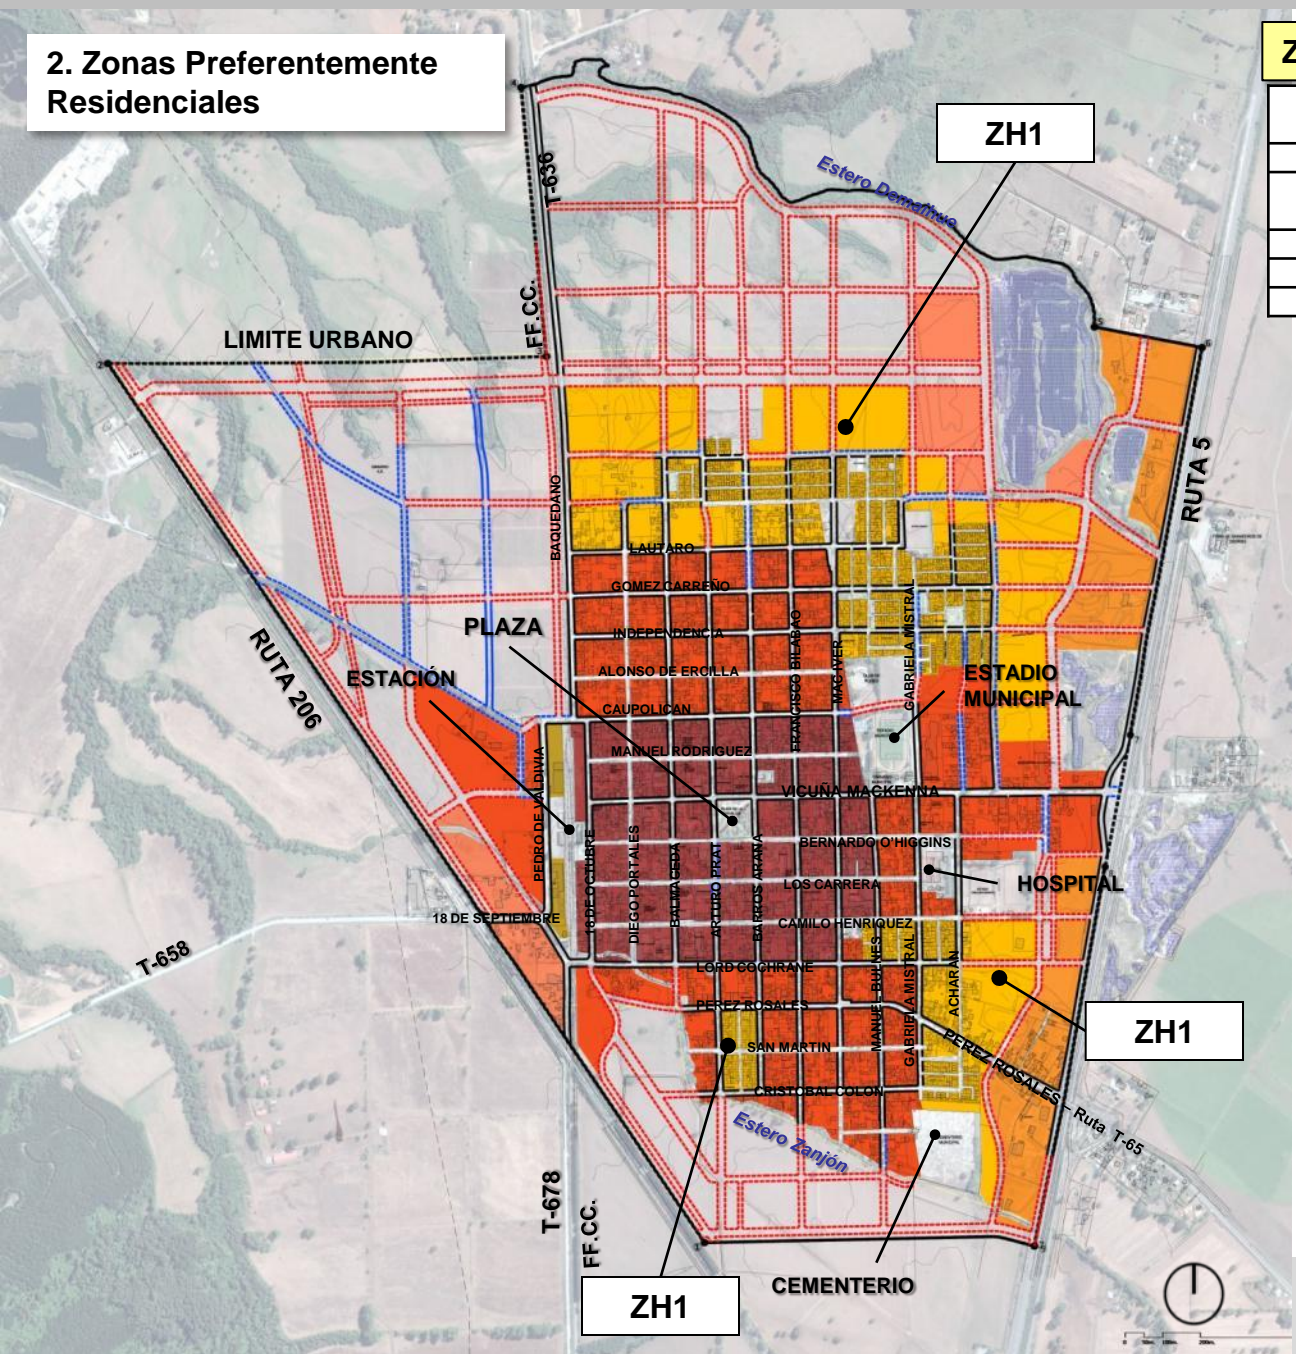 2. Zonas Preferentemente
Residenciales
Z
ZH1
T-636
Estero Demaihue
FF.CC.
LIMITE URBANO
RUTA 5
BAQUEDANO
LAUTARO
GOMEZ CARREÑO
INDEPENDENCIA
PLAZA
RUTA 206
ESTACIÓN
ALONSO DE ERCILLA
FRANCISCO BILABAO
MAC IVER
GABRIELA MISTRAL
ESTADIO
MUNICIPAL
CAUPOLICAN
MANUEL RODRIGUEZ
VICUÑA MACKENNA
PEDRO DE VALDIVIA
18 DE OCTUBRE
DIEGO PORTALES
BALMACEDA
ARTURO PRAT
BARROS ARANA
BERNARDO O'HIGGINS
LOS CARRERA
HOSPITAL
18 DE SEPTIEMBRE
CAMILO HENRIQUEZ
T-658
LORD COCHRANE
MANUEL BULNES
GABRIELA MISTRAL
ACHARAN
PEREZ ROSALES
ZH1
SAN MARTIN
PEREZ ROSALES – Ruta T-65
CRISTOBAL COLON
Estero Zanjón
T-678
FF.CC.
CEMENTERIO
ZH1